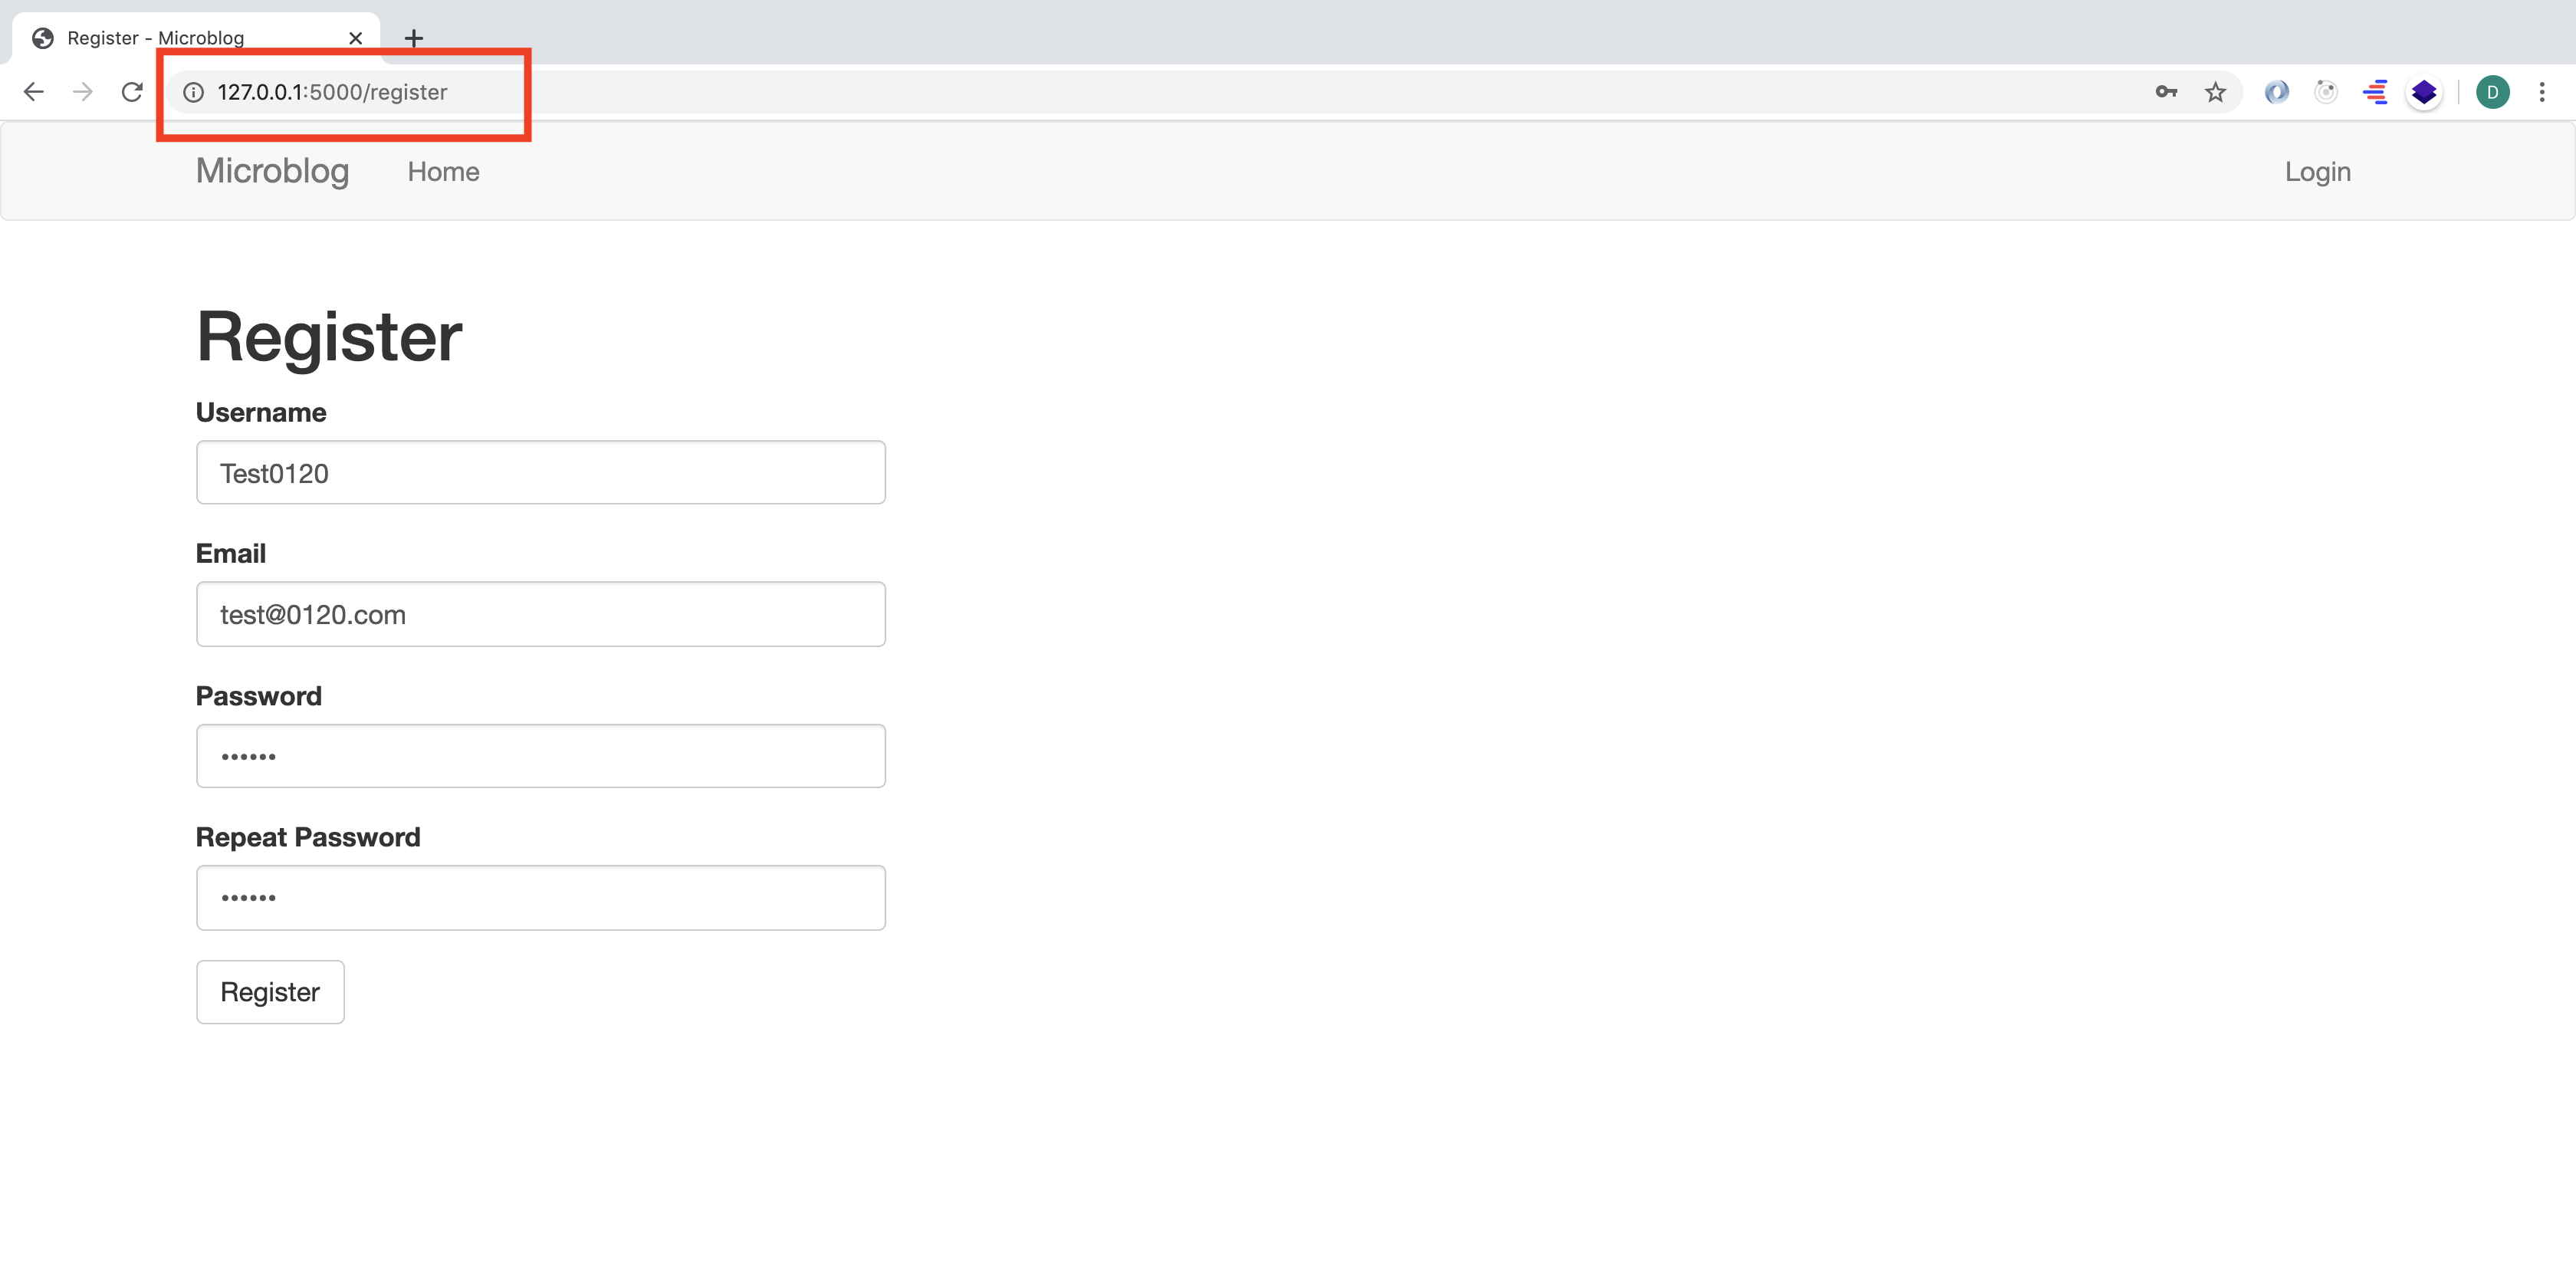 Register - Microblog
127.0.0.1:5000/register
D
Microblog Home Login
Register
Username
Test0120
Email
test@0120.com
Password
••••••
Repeat Password
••••••
Register